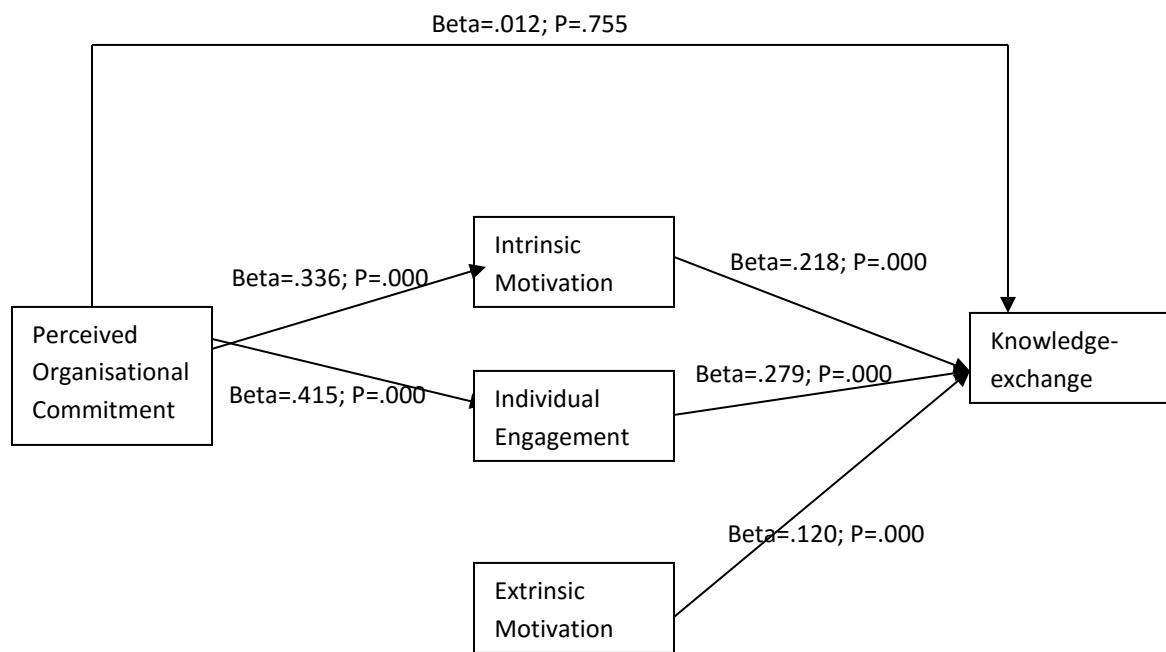 Beta=.012; P=.755
Intrinsic
Motivation
Beta=.336; P=.000
Beta=.218; P=.000
Perceived
Organisational
Commitment
Knowledge-
exchange
Beta=.415; P=.000
Individual
Engagement
Beta=.279; P=.000
Beta=.120; P=.000
Extrinsic
Motivation